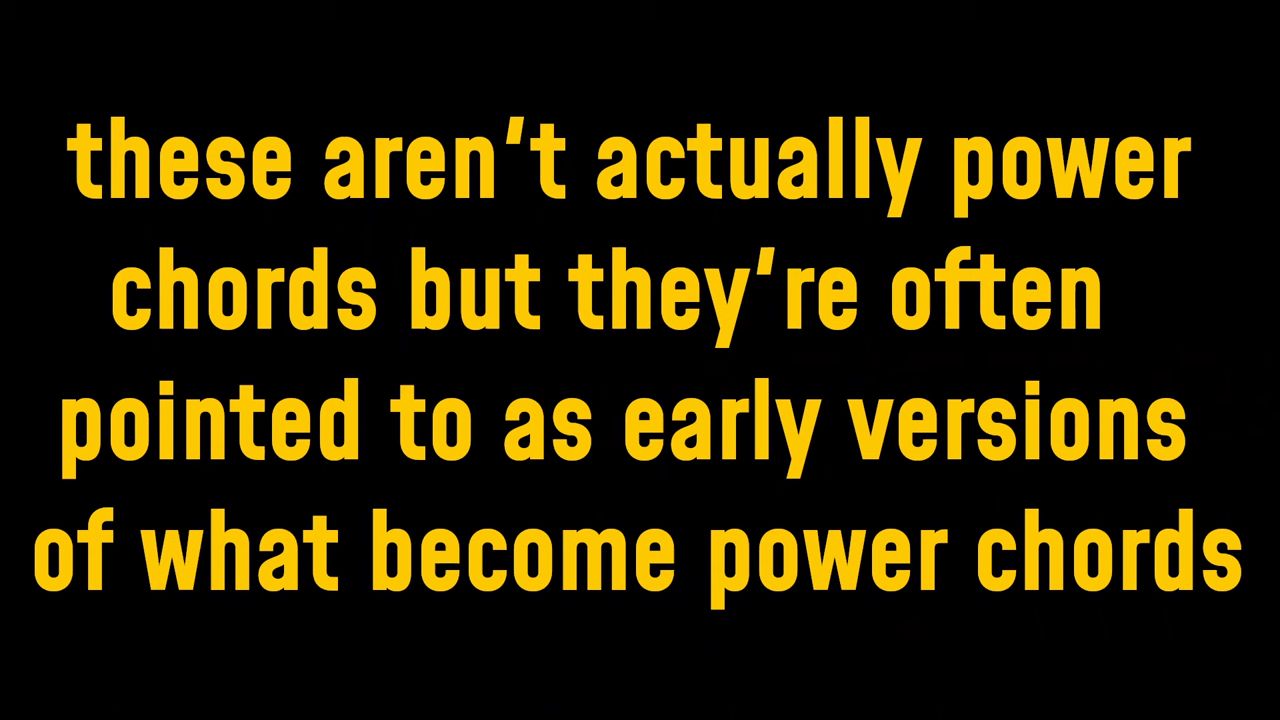 these aren't actually power
chords but they're often
pointed to as early versions
of what become power chords